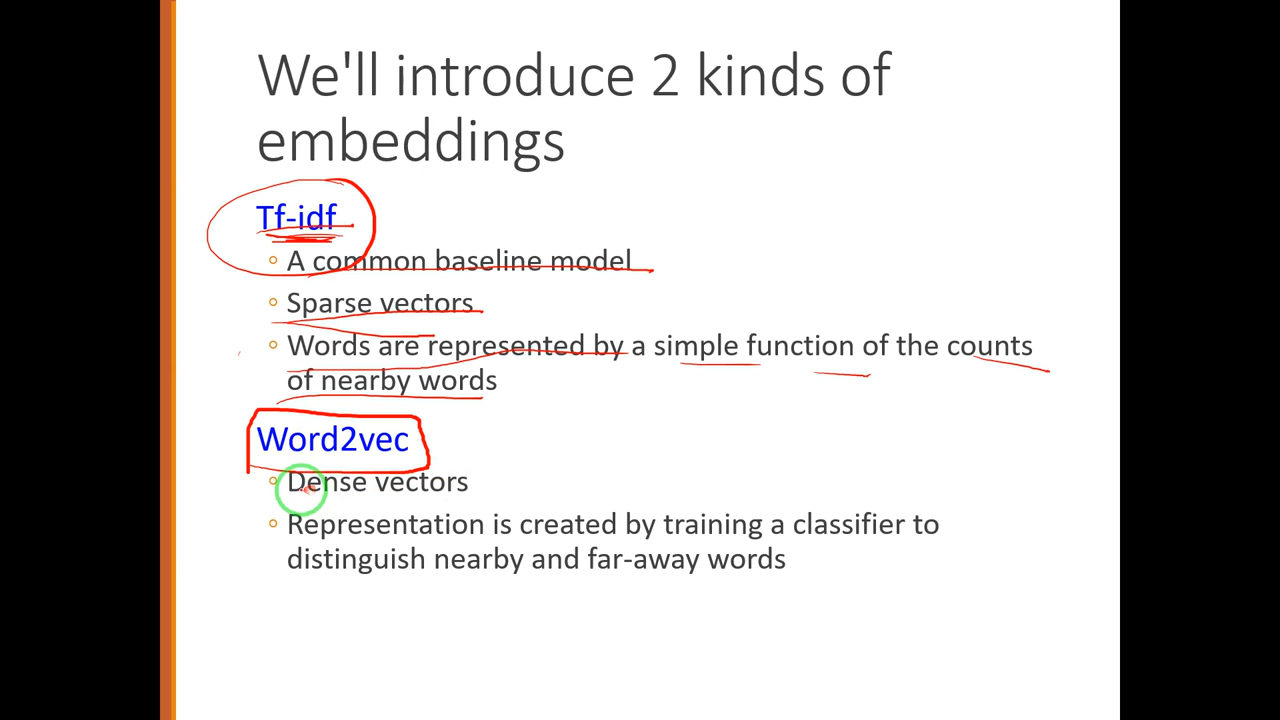 We'll introduce 2 kinds of
embeddings
Tf-idf
◦ A common baseline model
◦ Sparse vectors
◦ Words are represented by a simple function of the counts
of nearby words
Word2vec
◦ Dense vectors
◦ Representation is created by training a classifier to
distinguish nearby and far-away words